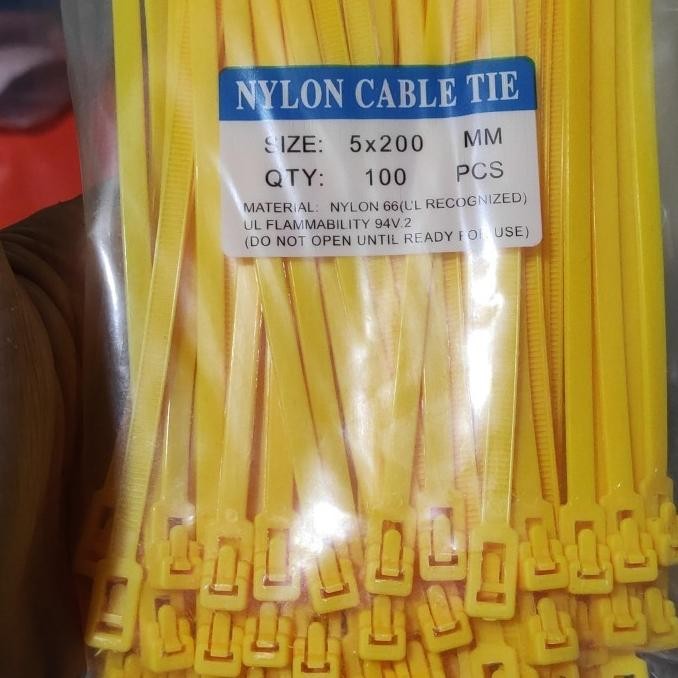 NYLON CABLE TIE
SIZE: 5x200 MM
QTY: 100 PCS
MATERIAL: NYLON 66(UL RECOGNIZED)
UL FLAMMABILITY 94V.2
(DO NOT OPEN UNTIL READY FOR USE)